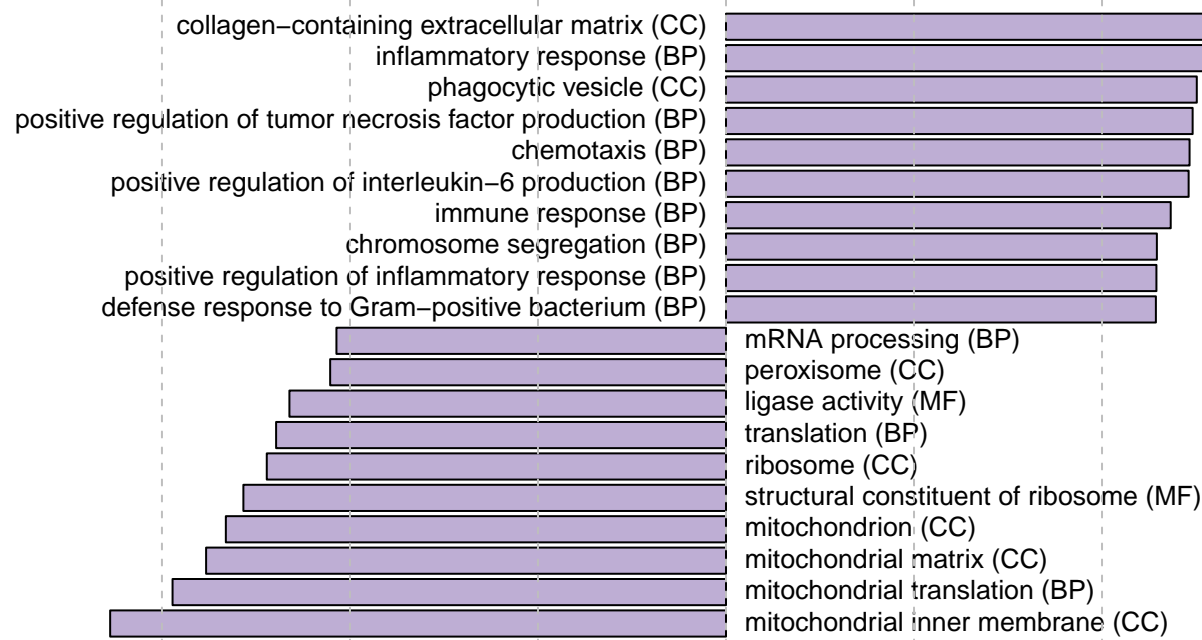 collagen−containing extracellular matrix (CC)
inflammatory response (BP)
phagocytic vesicle (CC)
positive regulation of tumor necrosis factor production (BP)
chemotaxis (BP)
positive regulation of interleukin−6 production (BP)
immune response (BP)
chromosome segregation (BP)
positive regulation of inflammatory response (BP)
defense response to Gram−positive bacterium (BP)
mRNA processing (BP)
peroxisome (CC)
ligase activity (MF)
translation (BP)
ribosome (CC)
structural constituent of ribosome (MF)
mitochondrion (CC)
mitochondrial matrix (CC)
mitochondrial translation (BP)
mitochondrial inner membrane (CC)